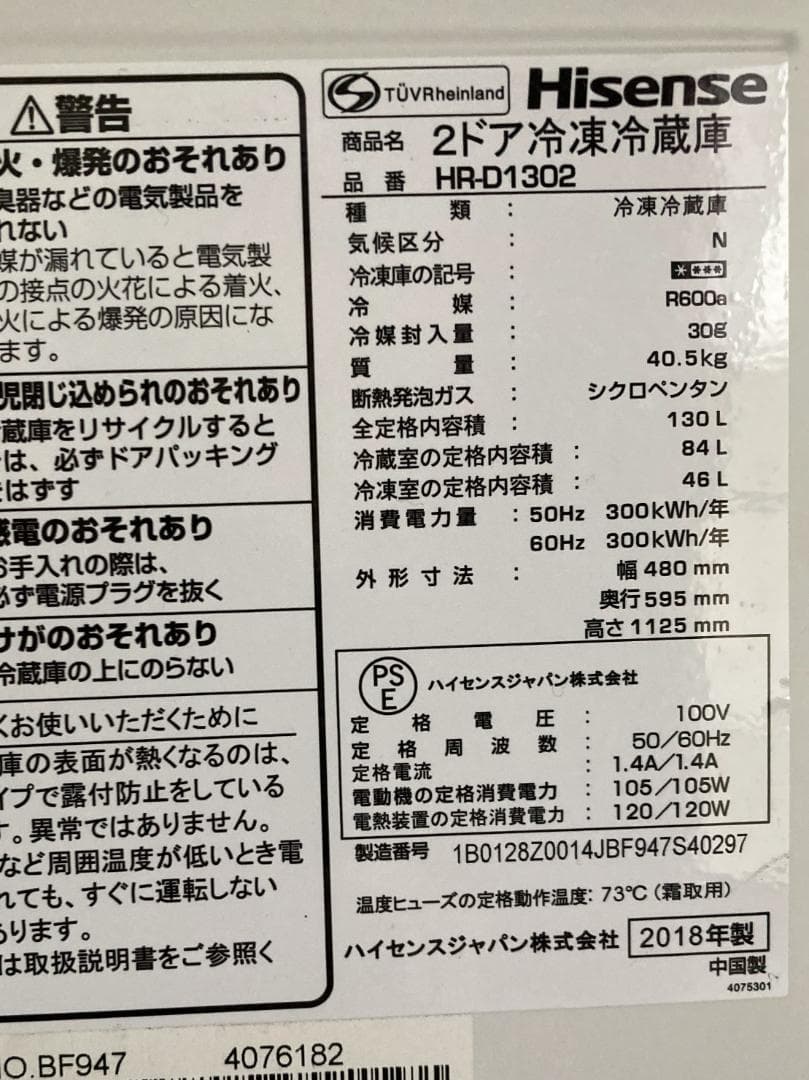 ⚠警告
火・爆発のおそれあり
臭器などの電気製品を
れない
媒が漏れていると電気製
の接点の火花による着火、
火による爆発の原因にな
ます。
児閉じ込められのおそれあり
蔵庫をリサイクルすると
は、必ずドアパッキング
をはずす
感電のおそれあり
お手入れの際は、
必ず電源プラグを抜く
けがのおそれあり
冷蔵庫の上にのらない
くお使いいただくために
庫の表面が熱くなるのは、
イプで露付防止をしている
す。異常ではありません。
など周囲温度が低いとき電
れても、すぐに運転しない
あります。
は取扱説明書をご参照く
TÜVRheinland Hisense
商品名 2ドア冷凍冷蔵庫
品番 HR-D1302
種類 : 冷凍冷蔵庫
気候区分 : N
冷凍庫の記号 : ****​*
冷媒 : R600a
冷媒封入量 : 30g
質量 : 40.5kg
断熱発泡ガス : シクロペンタン
全定格内容積 : 130 L
冷蔵室の定格内容積 : 84 L
冷凍室の定格内容積 : 46 L
消費電力量 : 50Hz 300kWh/年
60Hz 300kWh/年
外形寸法 : 幅 480 mm
奥行 595 mm
高さ 1125 mm
PSE ハイセンスジャパン株式会社
定格電圧 : 100V
定格周波数 : 50/60Hz
定格電流 : 1.4A/1.4A
電動機の定格消費電力 : 105/105W
電熱装置の定格消費電力 : 120/120W
製造番号 1B0128Z0014JBF947S40297
温度ヒューズの定格動作温度: 73℃ (霜取用)
ハイセンスジャパン株式会社 2018年製
中国製
4075301
NO.BF947 4076182